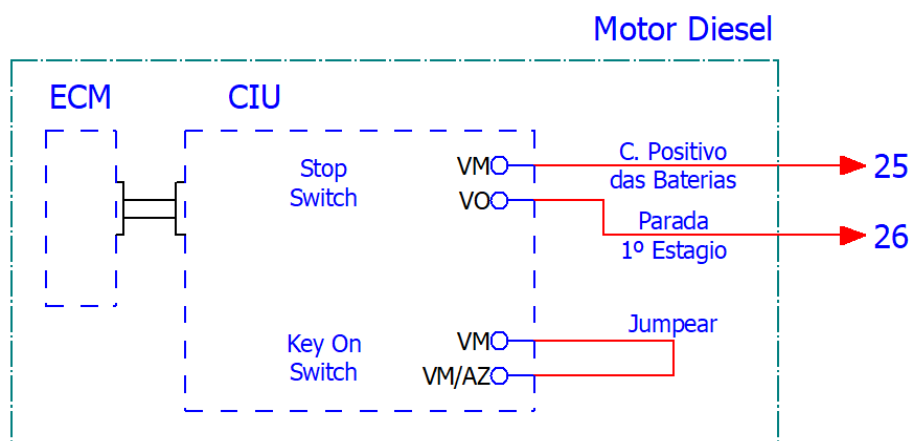 Motor Diesel
ECM
CIU
Stop
Switch
VM
C. Positivo
das Baterias
25
VO
Parada
1º Estagio
26
Key On
Switch
VM
VM/AZ
Jumpear